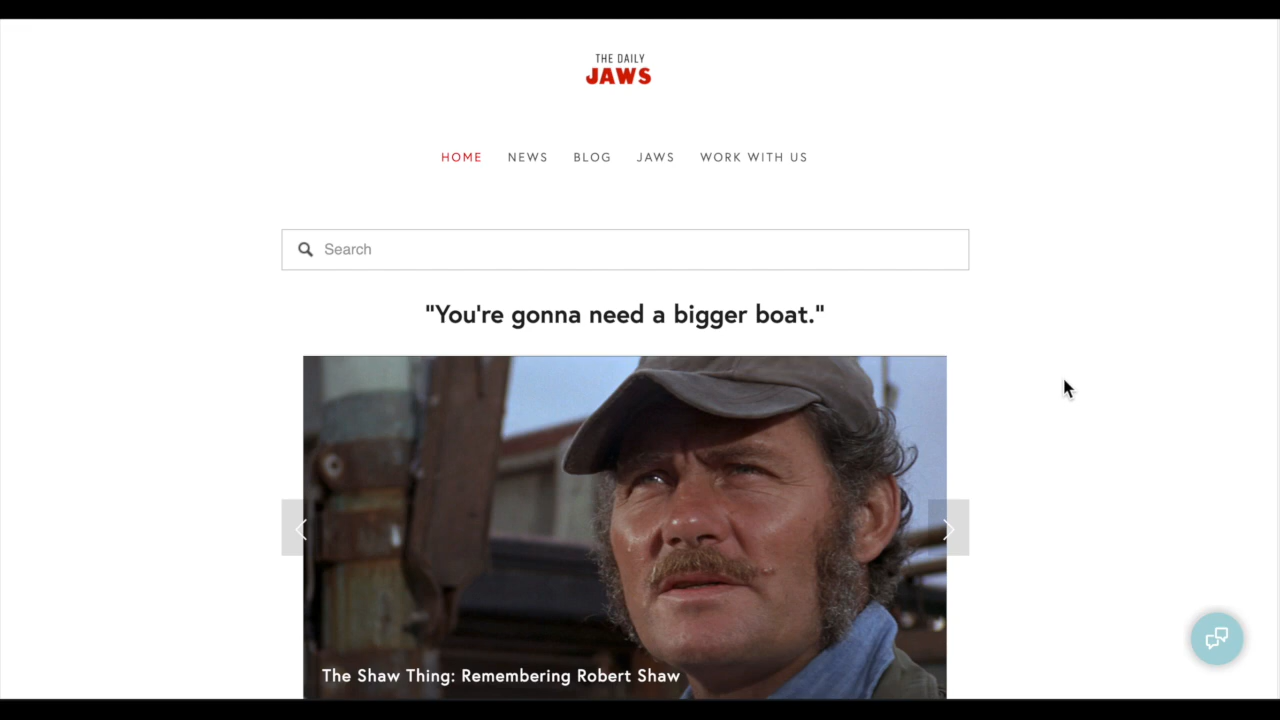 THE DAILY
JAWS
HOME NEWS BLOG JAWS WORK WITH US
Search
"You're gonna need a bigger boat."
The Shaw Thing: Remembering Robert Shaw